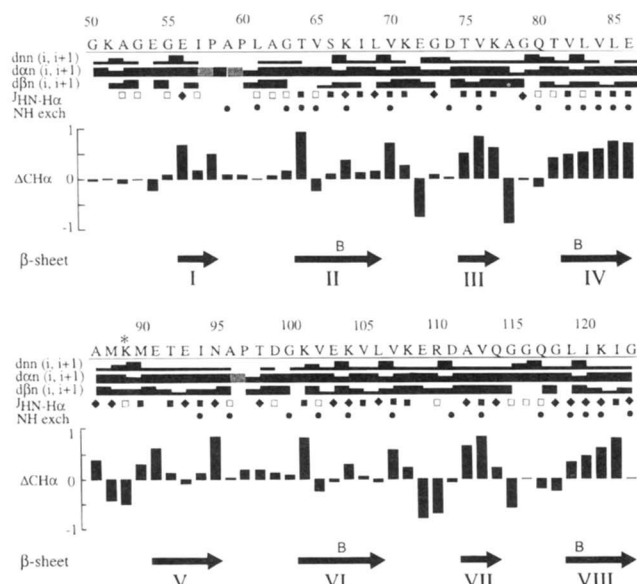 50 55 60 65 70 75 80 85
G K A G E G E I P A P L A G T V S K I L V K E G D T V K A G Q T V L V L E
dnn (i, i+1)
dαn (i, i+1)
dβn (i, i+1)
JHN-Hα
NH exch
1
ΔCHα 0
-1
B B
β-sheet
I II III IV
90 95 100 105 110 115 120
*
A M K M E T E I N A P T D G K V E K V L V K E R D A V Q G G Q G L I K I G
dnn (i, i+1)
dαn (i, i+1)
dβn (i, i+1)
JHN-Hα
NH exch
1
ΔCHα 0
-1
B B
β-sheet
V VI VII VIII